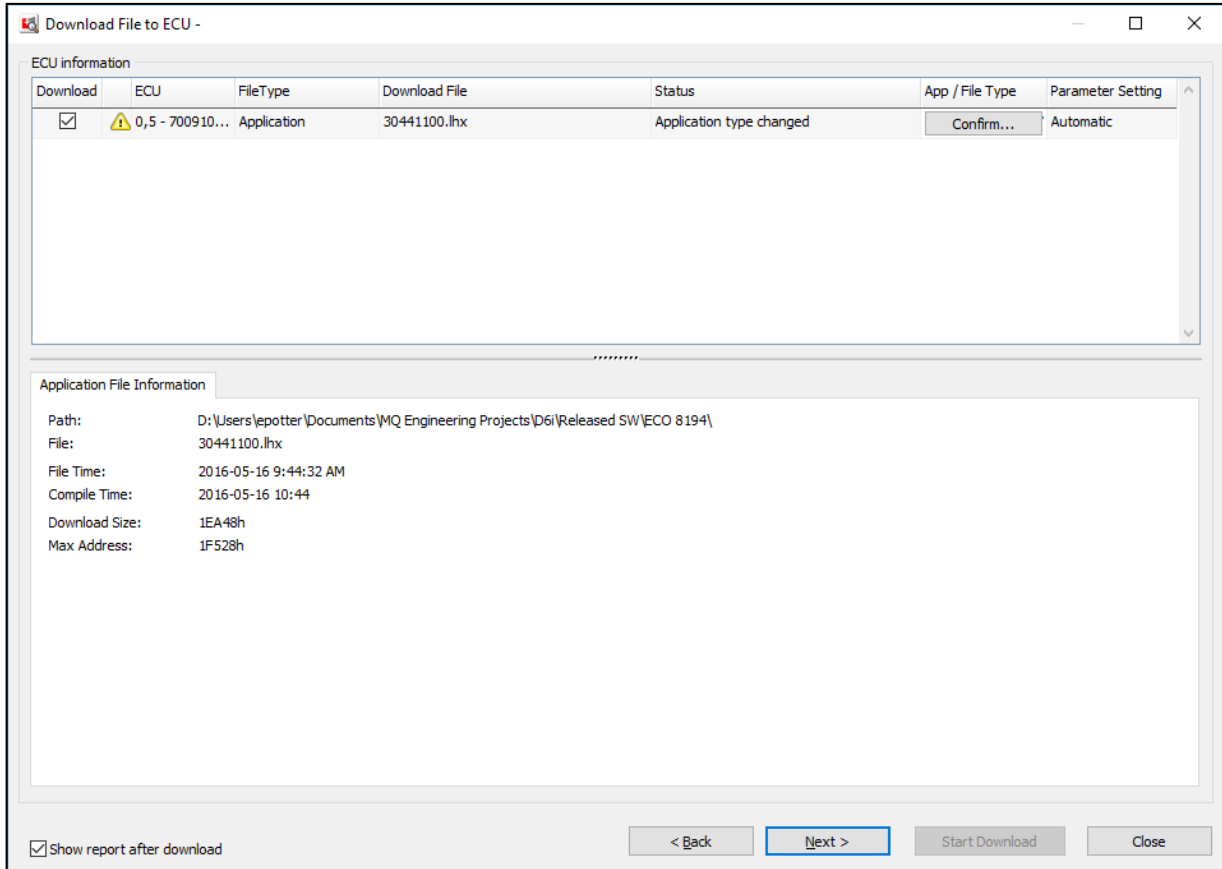 Download File to ECU -
ECU information
Download ECU FileType Download File Status App / File Type Parameter Setting
0,5 - 700910... Application 30441100.lhx Application type changed Confirm... Automatic
Application File Information
Path: D:\Users\epotter\Documents\MQ Engineering Projects\D6i\Released SW\ECO 8194\
File: 30441100.lhx
File Time: 2016-05-16 9:44:32 AM
Compile Time: 2016-05-16 10:44
Download Size: 1EA48h
Max Address: 1F528h
Show report after download < Back Next > Start Download Close